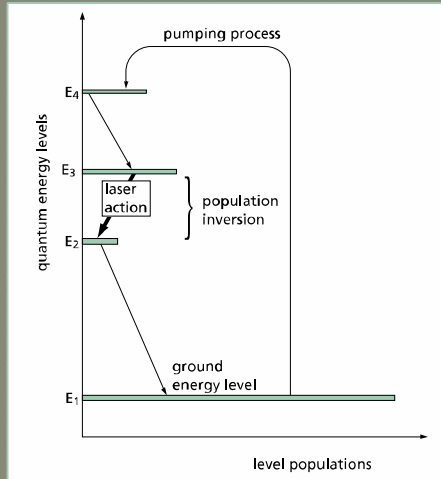 pumping process
E4
quantum energy levels
E3
laser
action
population
inversion
E2
ground
energy level
E1
level populations